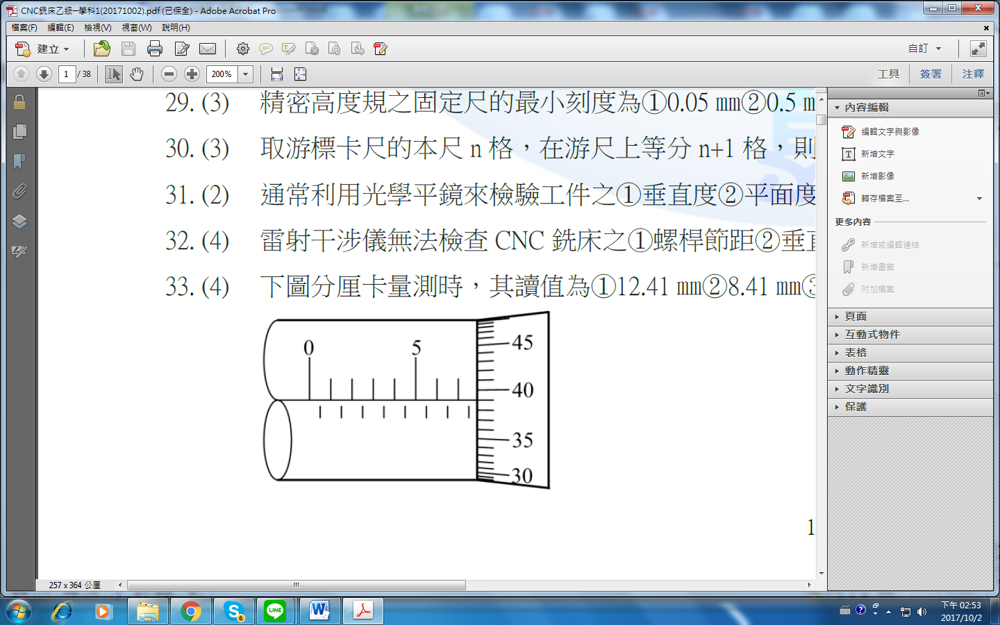 CNC銑床乙級─學科1(20171002).pdf (已保全) - Adobe Acrobat Pro
檔案(F) 編輯(E) 檢視(V) 視窗(W) 說明(H)
建立 自訂
1 / 38 200% 工具 簽署 注釋
29. (3) 精密高度規之固定尺的最小刻度為①0.05 mm②0.5 m
30. (3) 取游標卡尺的本尺 n 格，在游尺上等分 n+1 格，則
31. (2) 通常利用光學平鏡來檢驗工件之①垂直度②平面度
32. (4) 雷射干涉儀無法檢查 CNC 銑床之①螺桿節距②垂直
33. (4) 下圖分厘卡量測時，其讀值為①12.41 mm②8.41 mm③
0 5
45
40
35
30
1
257 x 364 公厘
內容編輯
編輯文字與影像
新增文字
新增影像
轉存檔案至...
更多內容
新增或編輯連結
新增書籤
附加檔案
頁面
互動式物件
表格
動作精靈
文字識別
保護
LINE
6
下午 02:53
2017/10/2